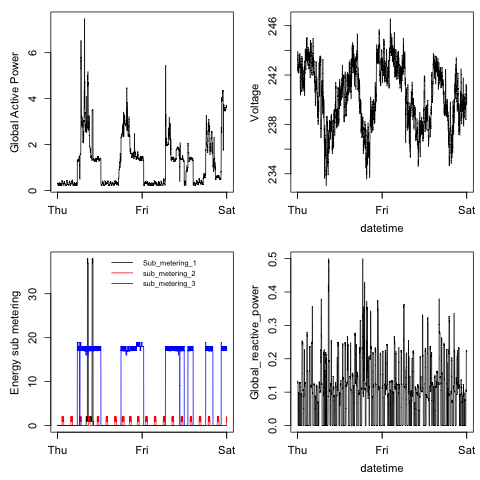 Global Active Power
0 2 4 6
Thu Fri Sat
Voltage
234 238 242 246
Thu Fri Sat
datetime
Energy sub metering
0 10 20 30
Sub_metering_1
sub_metering_2
sub_metering_3
Thu Fri Sat
Global_reactive_power
0.0 0.1 0.2 0.3 0.4 0.5
Thu Fri Sat
datetime